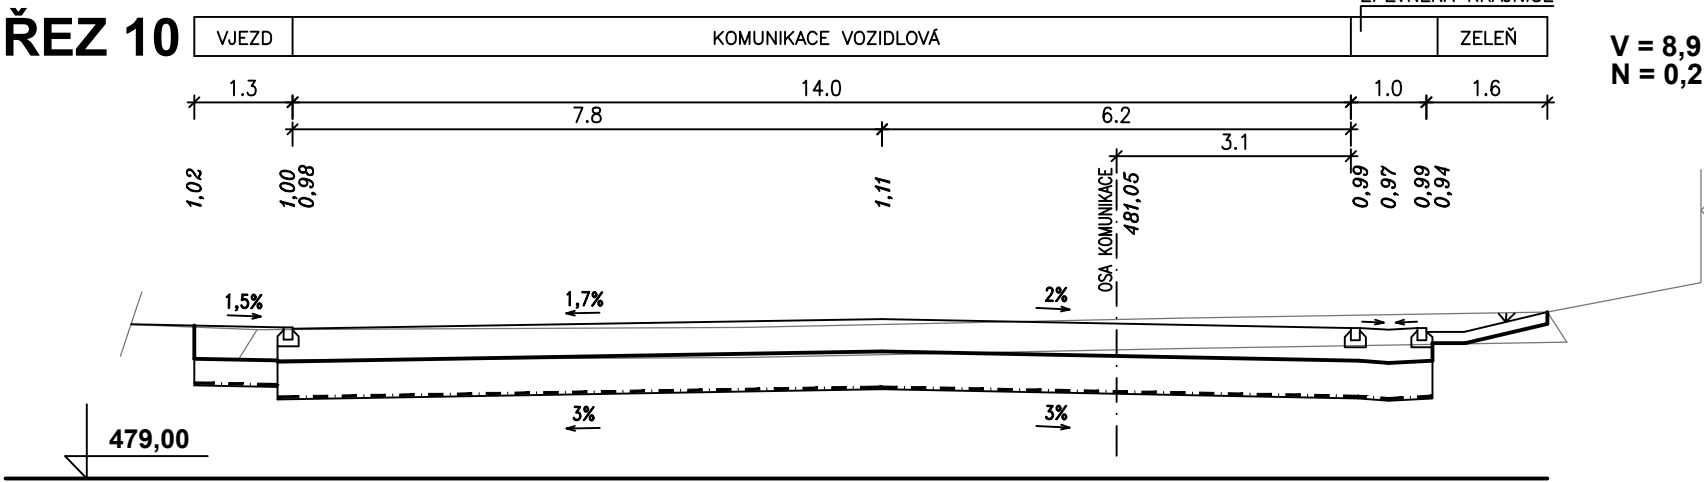 ZPEVNĚNÁ KRAJNICE
ŘEZ 10
VJEZD
KOMUNIKACE VOZIDLOVÁ
ZELEŇ
V = 8,9
N = 0,2
1.3
14.0
1.0
1.6
7.8
6.2
3.1
1,02
1,00
0,98
1,11
OSA KOMUNIKACE
481,05
0,99
0,97
0,99
0,94
1,5%
1,7%
2%
3%
3%
479,00